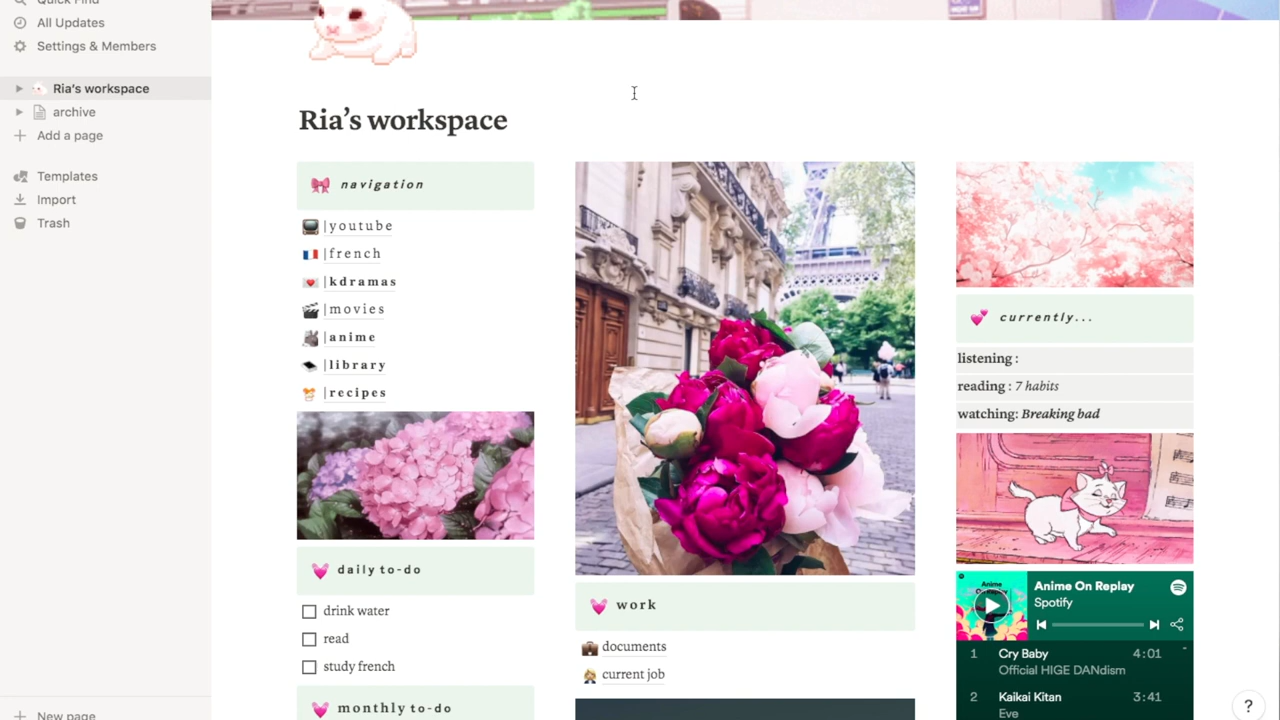 Quick Find
All Updates
Settings & Members
Ria's workspace
archive
Add a page
Templates
Import
Trash
New page
Ria's workspace
navigation
|youtube
|french
|kdramas
|movies
|anime
|library
|recipes
daily to-do
drink water
read
study french
monthly to-do
work
documents
current job
currently...
listening :
reading : 7 habits
watching: Breaking bad
Anime
On Replay
Anime On Replay
Spotify
1 Cry Baby 4:01
Official HIGE DANdism
2 Kaikai Kitan 3:41
Eve
?